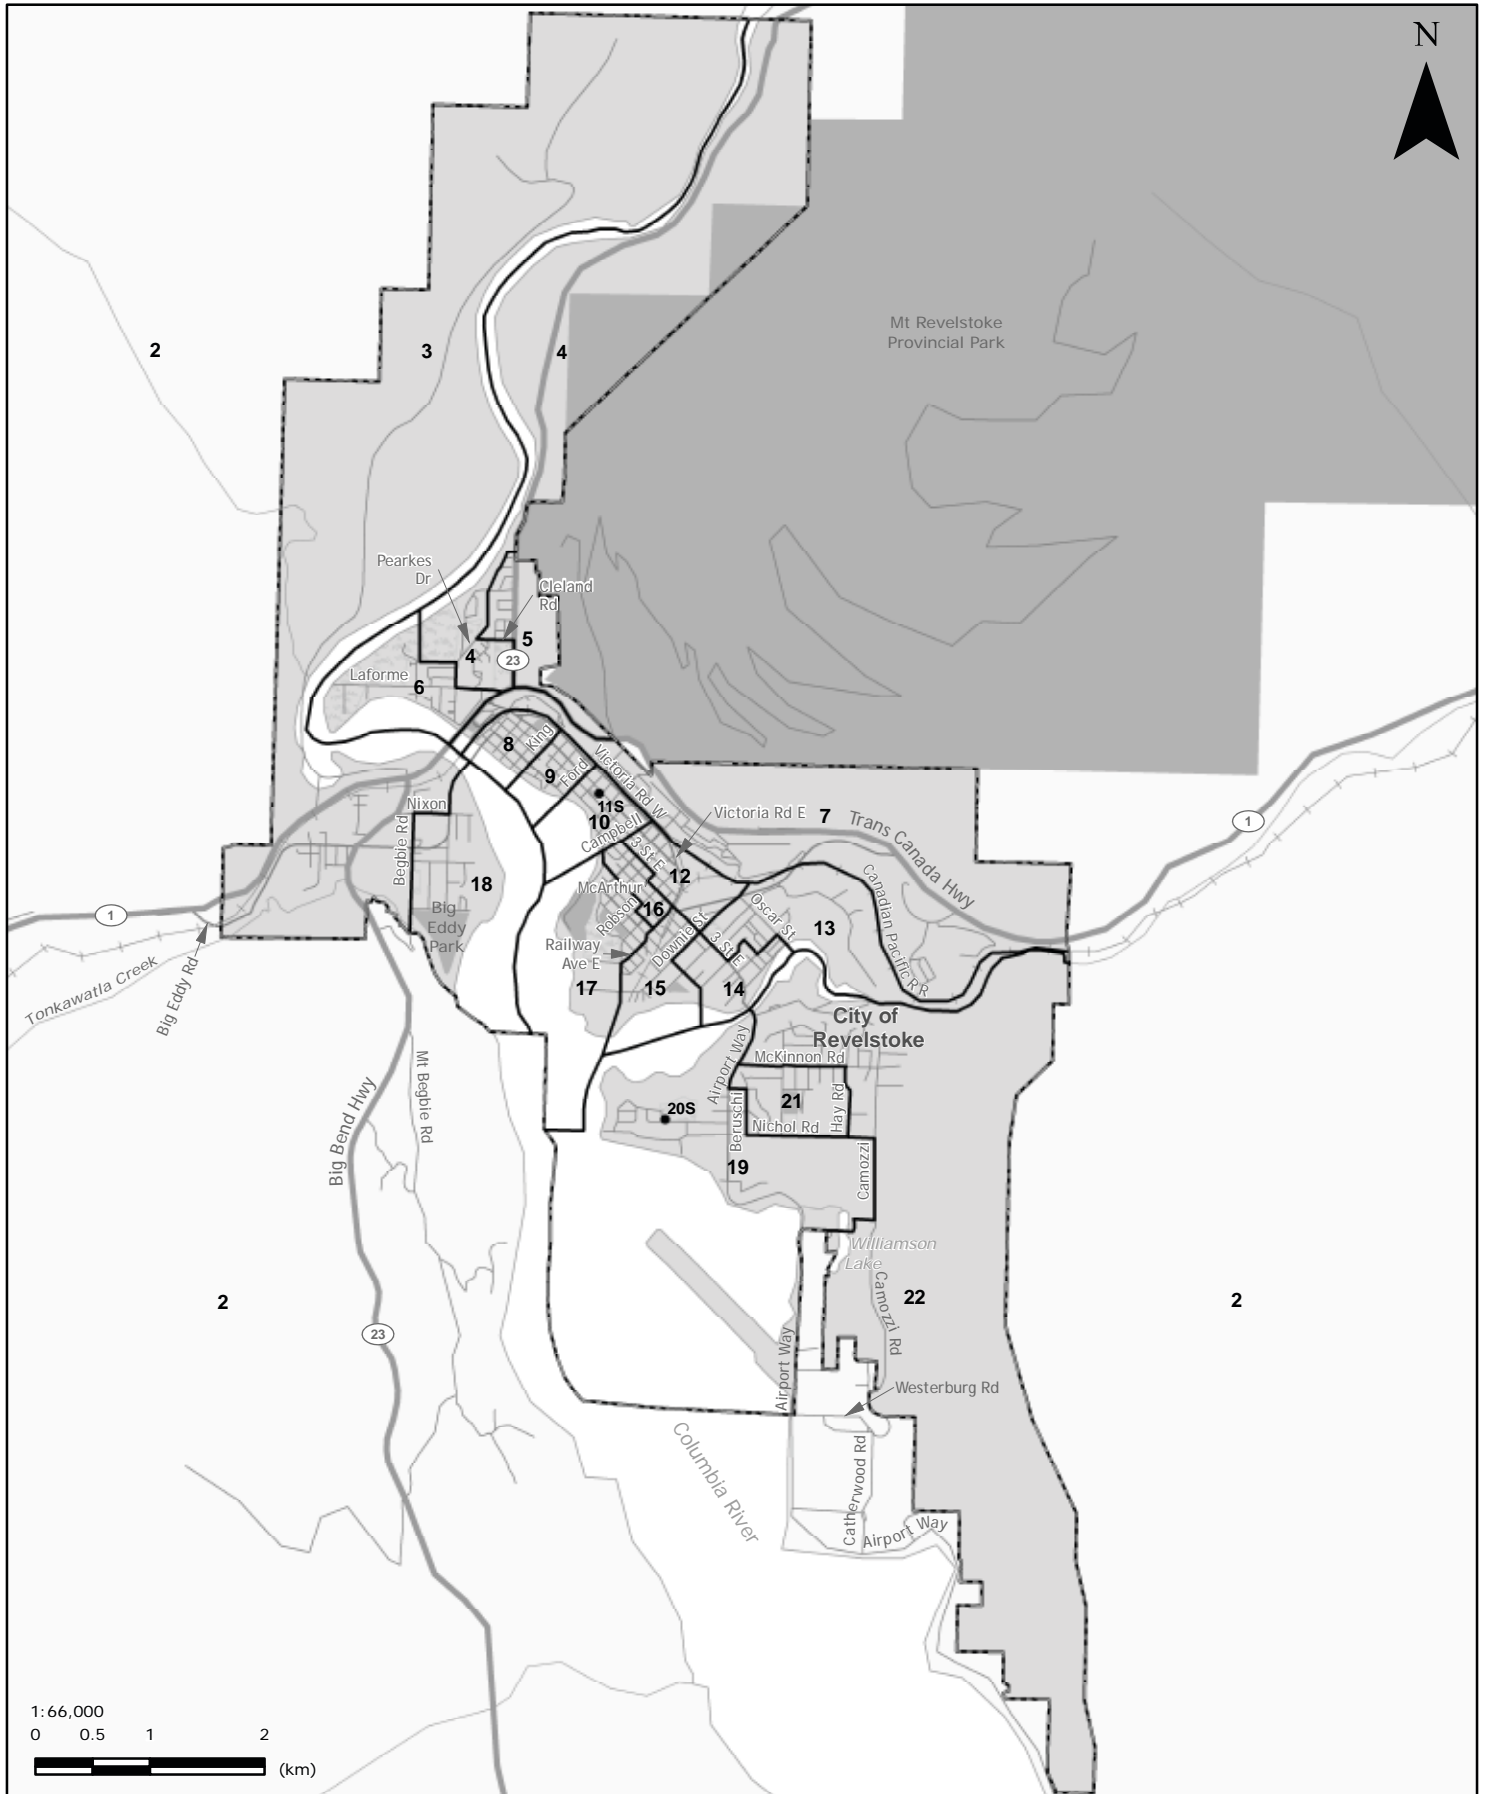 N
Mt Revelstoke
Provincial Park
2
3
4
Pearkes
Dr
Cleland
Rd
5
4
23
Laforme
6
8
King
9
Ford
Victoria Rd W
11S
10
Campbell
Nixon
Begbie Rd
Victoria Rd E
7
Trans Canada Hwy
1
3 St E
12
McArthur
18
Big
Eddy
Park
16
Robson
Oscar St
13
Canadian Pacific R R
1
Railway
Ave E
Downie St
3 St E
17
15
14
Tonkawatla Creek
Big Eddy Rd
City of
Revelstoke
Airport Way
McKinnon Rd
Mt Begbie Rd
Big Bend Hwy
20S
21
Hay Rd
Beruschi
Nichol Rd
19
Camozzi
Williamson
Lake
2
22
2
Camozzi Rd
23
Airport Way
Westerburg Rd
Columbia River
Catherwood Rd
Airport Way
1:66,000
0 0.5 1 2
(km)